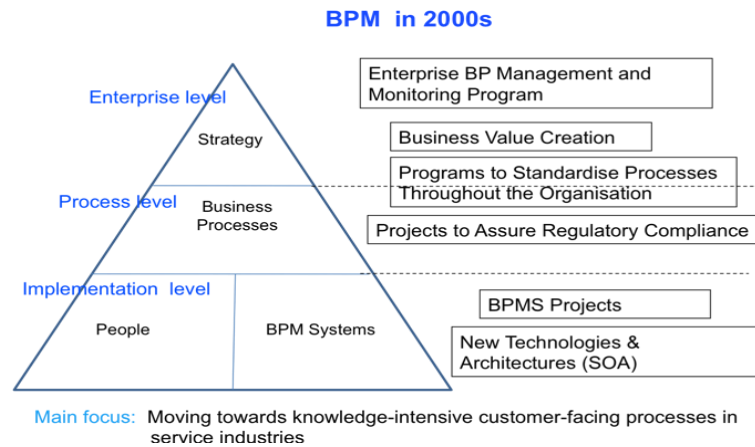 BPM in 2000s
Enterprise level
Strategy
Enterprise BP Management and
Monitoring Program
Business Value Creation
Programs to Standardise Processes
Throughout the Organisation
Process level
Business
Processes
Projects to Assure Regulatory Compliance
Implementation level
People
BPM Systems
BPMS Projects
New Technologies &
Architectures (SOA)
Main focus: Moving towards knowledge-intensive customer-facing processes in
service industries